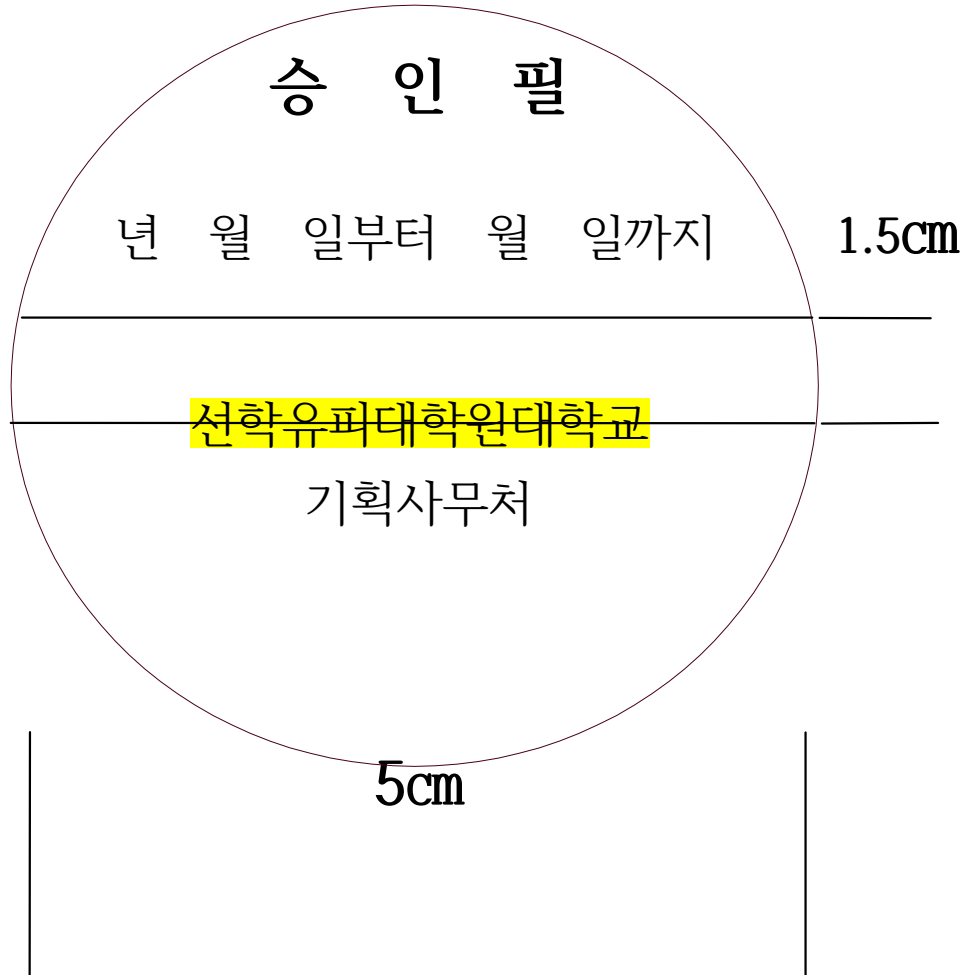 승 인 필
년 월 일부터 월 일까지
1.5cm
선학유피대학원대학교
기획사무처
5cm